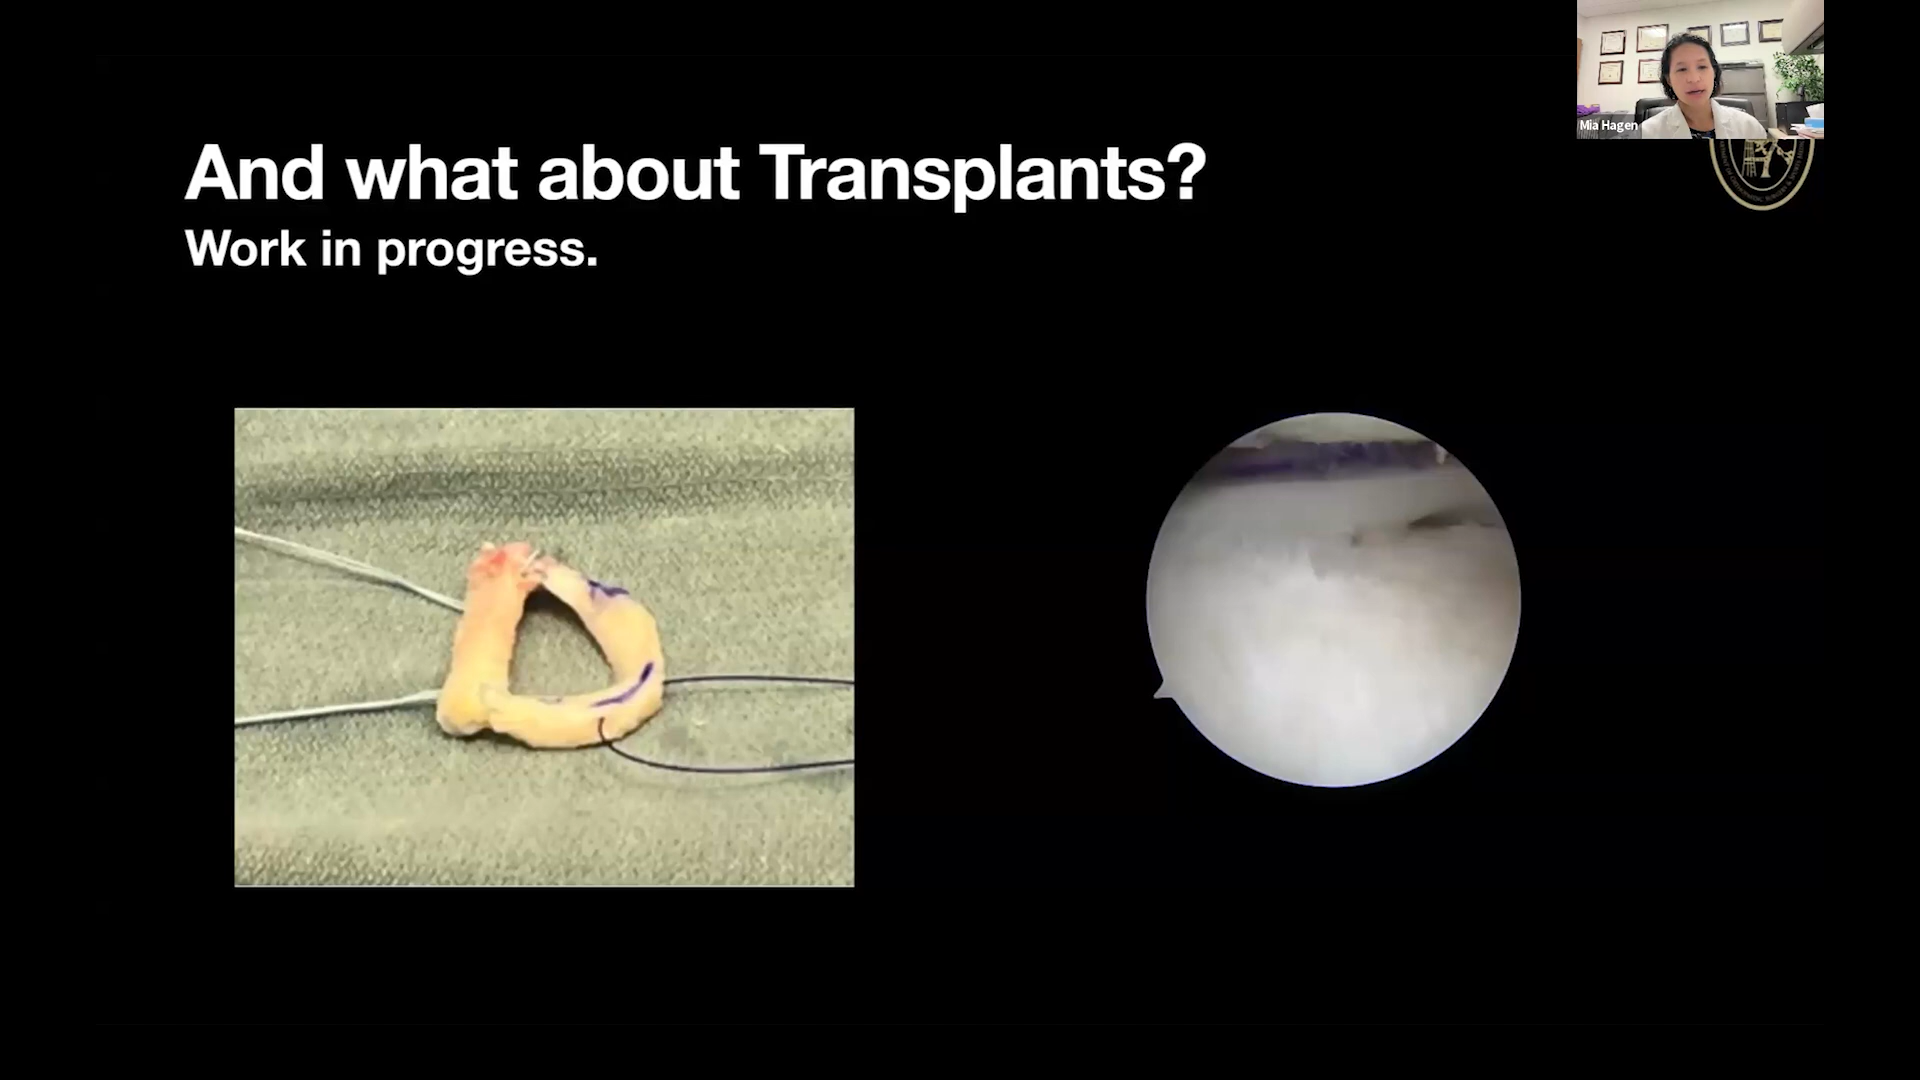 And what about Transplants?
Work in progress.
Mia Hagen